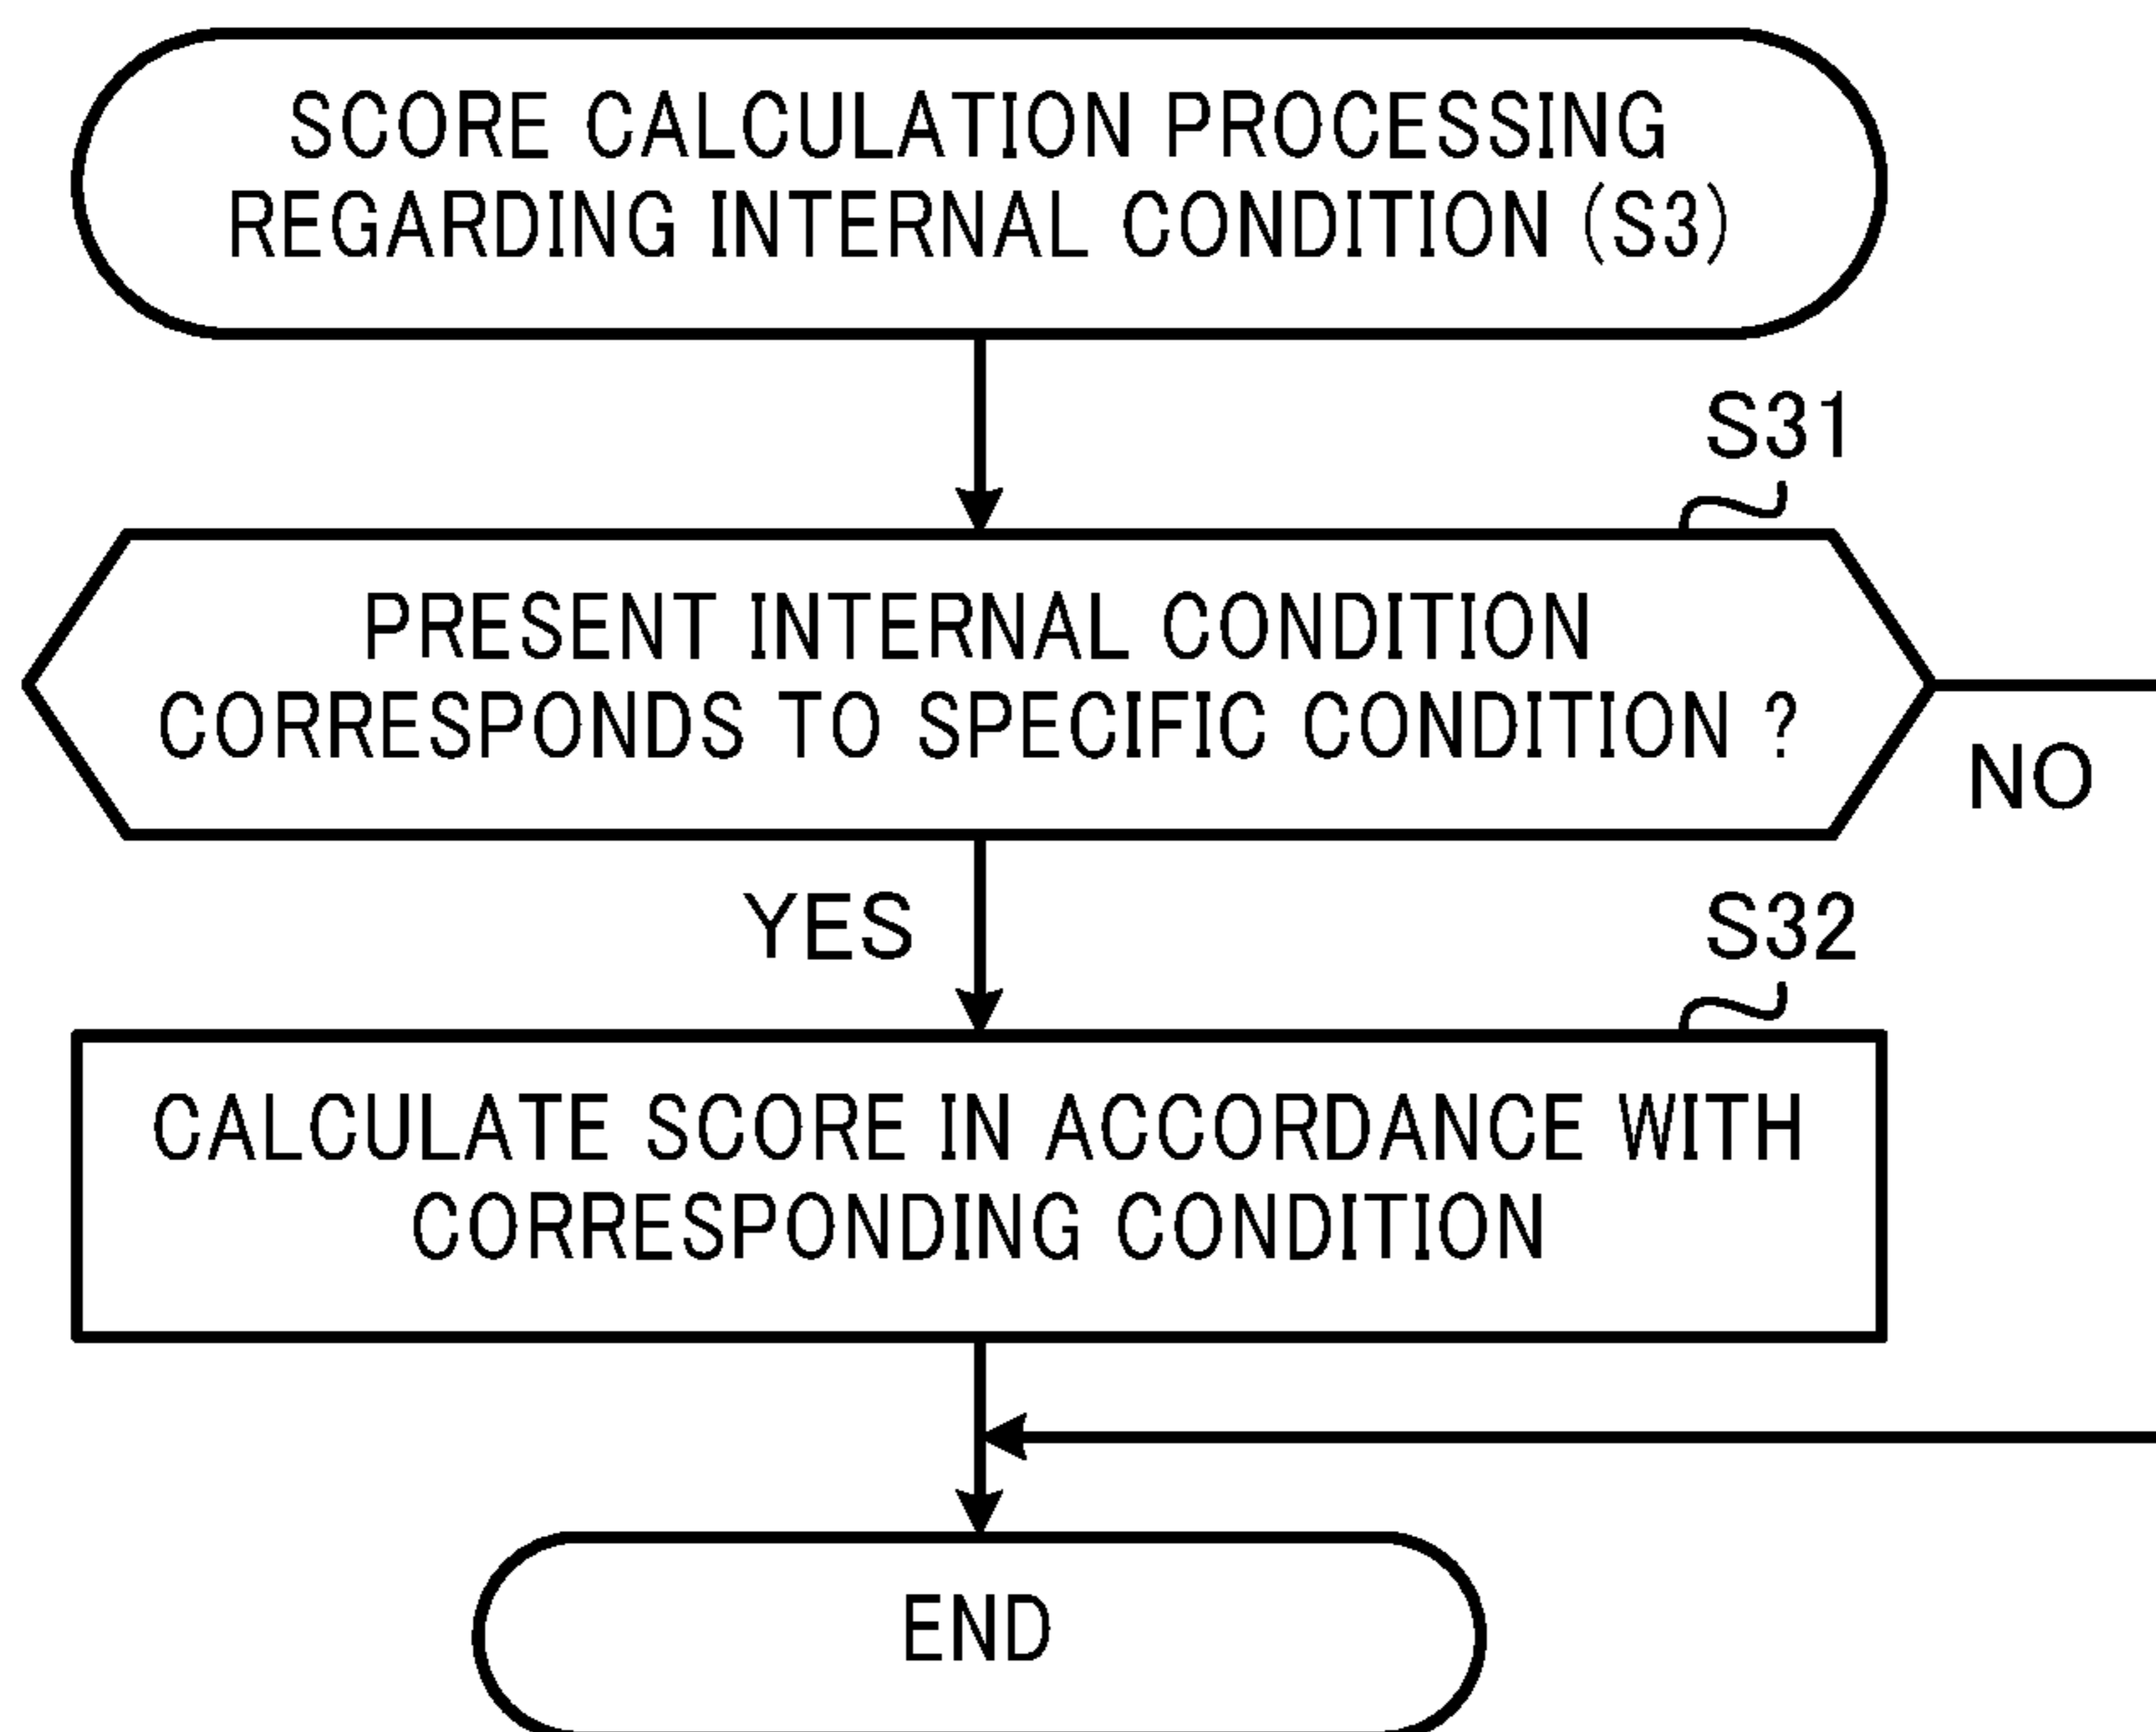 SCORE CALCULATION PROCESSING
REGARDING INTERNAL CONDITION (S3)
S31
PRESENT INTERNAL CONDITION
CORRESPONDS TO SPECIFIC CONDITION ?
NO
YES
S32
CALCULATE SCORE IN ACCORDANCE WITH
CORRESPONDING CONDITION
END